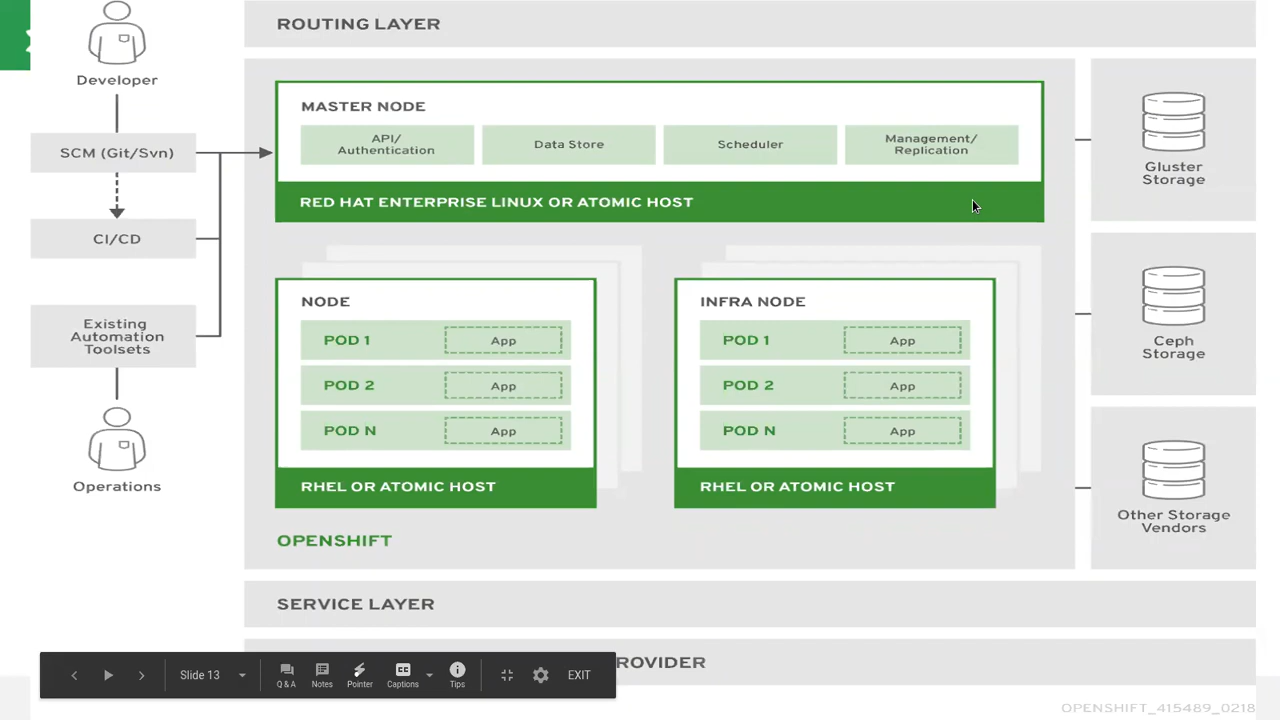 ROUTING LAYER
Developer
SCM (Git/Svn)
CI/CD
Existing
Automation
Toolsets
Operations
MASTER NODE
API/
Authentication
Data Store
Scheduler
Management/
Replication
RED HAT ENTERPRISE LINUX OR ATOMIC HOST
NODE
POD 1
App
POD 2
App
POD N
App
RHEL OR ATOMIC HOST
INFRA NODE
POD 1
App
POD 2
App
POD N
App
RHEL OR ATOMIC HOST
OPENSHIFT
Gluster
Storage
Ceph
Storage
Other Storage
Vendors
SERVICE LAYER
ROVIDER
Slide 13
Q & A
Notes
Pointer
CC
Captions
Tips
EXIT
OPENSHIFT_415489_0218